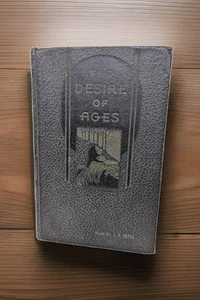 THE
DESIRE
OF
AGES